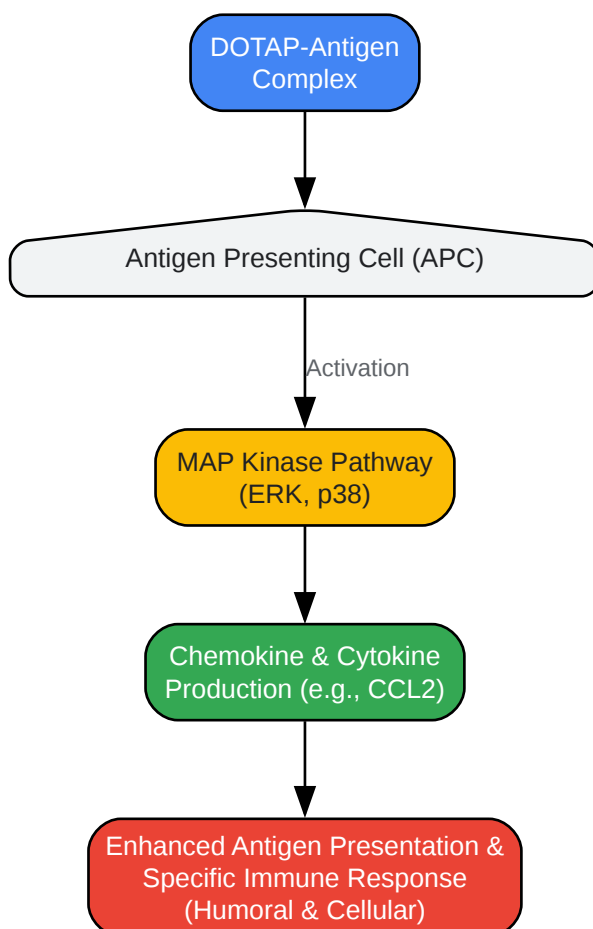 DOTAP-Antigen
Complex
Antigen Presenting Cell (APC)
Activation
MAP Kinase Pathway
(ERK, p38)
Chemokine & Cytokine
Production (e.g., CCL2)
Enhanced Antigen Presentation &
Specific Immune Response
(Humoral & Cellular)